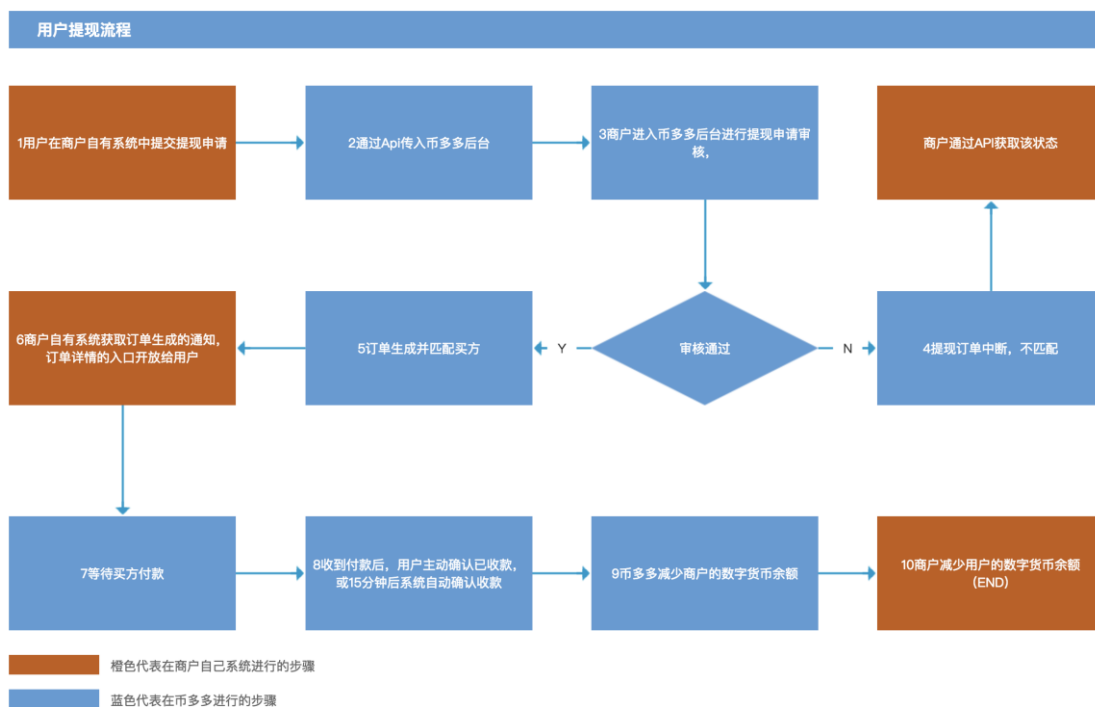 用户提现流程
1用户在商户自有系统中提交提现申请
2通过Api传入币多多后台
3商户进入币多多后台进行提现申请审
核，
商户通过API获取该状态
6商户自有系统获取订单生成的通知，
订单详情的入口开放给用户
5订单生成并匹配买方
Y
审核通过
N
4提现订单中断，不匹配
7等待买方付款
8收到付款后，用户主动确认已收款，
或15分钟后系统自动确认收款
9币多多减少商户的数字货币余额
10商户减少用户的数字货币余额
（END）
橙色代表在商户自己系统进行的步骤
蓝色代表在币多多进行的步骤